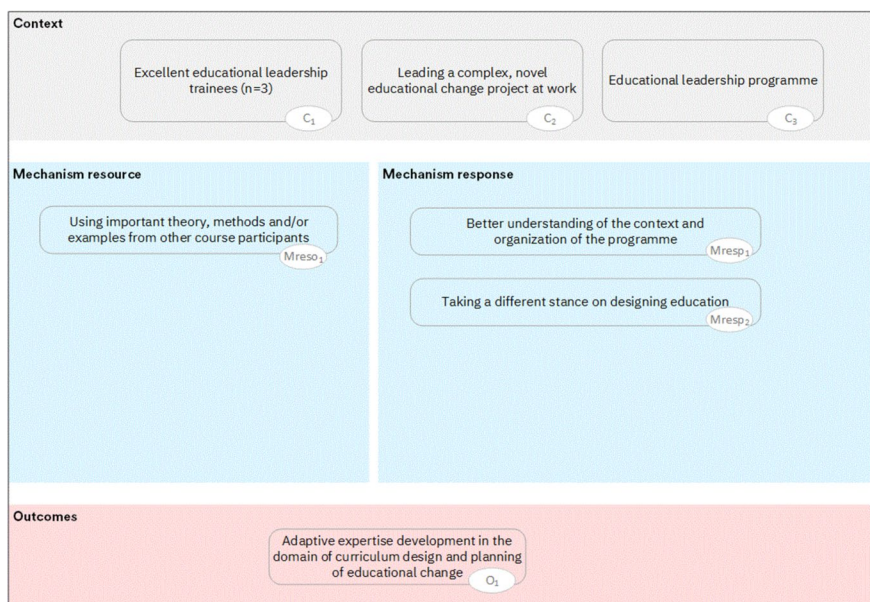 Context
Excellent educational leadership
trainees (n=3)
C₁
Leading a complex, novel
educational change project at work
C₂
Educational leadership programme
C₃
Mechanism resource
Using important theory, methods and/or
examples from other course participants
Mreso₁
Mechanism response
Better understanding of the context and
organization of the programme
Mresp₁
Taking a different stance on designing education
Mresp₂
Outcomes
Adaptive expertise development in the
domain of curriculum design and planning
of educational change
O₁